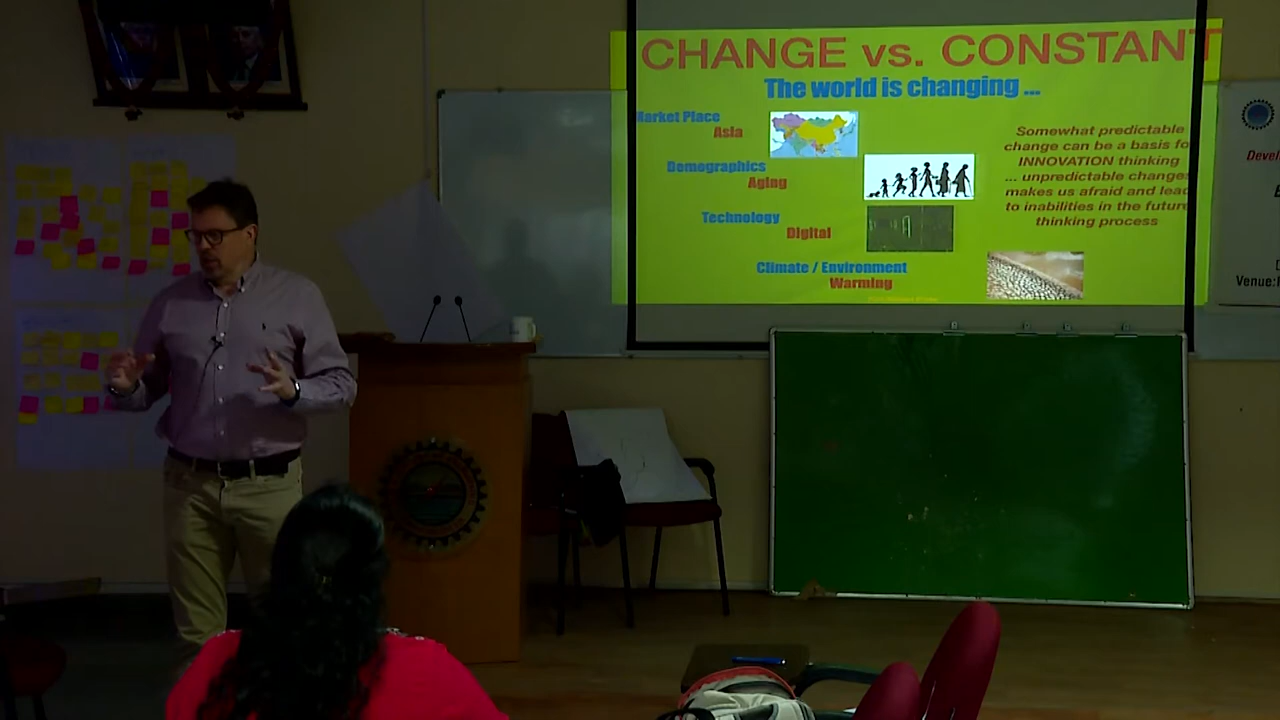 CHANGE vs. CONSTANT
The world is changing ...
Market Place
Asia
Demographics
Aging
Technology
Digital
Climate / Environment
Warming
Somewhat predictable
change can be a basis fo
INNOVATION thinking
... unpredictable changes
makes us afraid and lead
to inabilities in the future
thinking process
Devel
Venue: